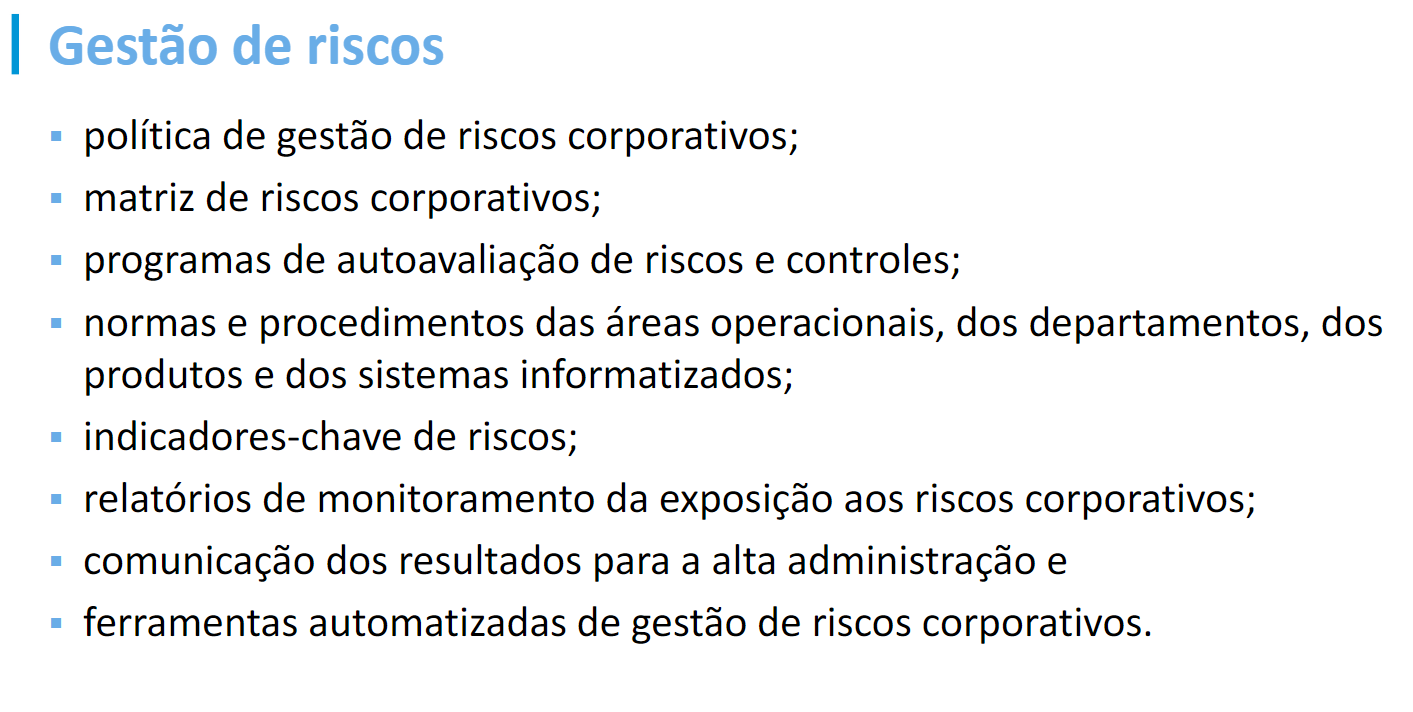 Gestão de riscos
▪ política de gestão de riscos corporativos;
▪ matriz de riscos corporativos;
▪ programas de autoavaliação de riscos e controles;
▪ normas e procedimentos das áreas operacionais, dos departamentos, dos
produtos e dos sistemas informatizados;
▪ indicadores-chave de riscos;
▪ relatórios de monitoramento da exposição aos riscos corporativos;
▪ comunicação dos resultados para a alta administração e
▪ ferramentas automatizadas de gestão de riscos corporativos.